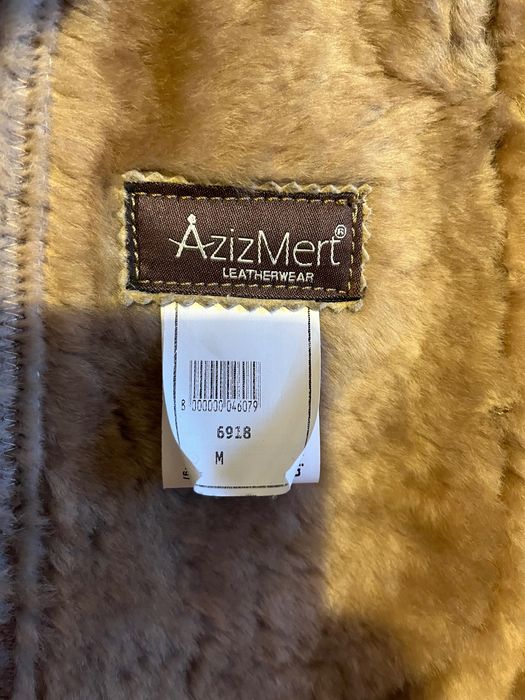 AzizMert®
LEATHERWEAR
8 000000 046079
6918
M